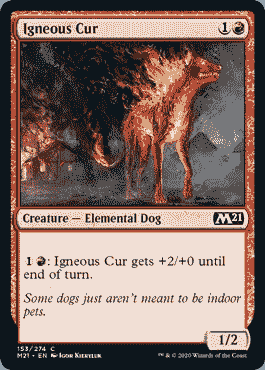 Igneous Cur 1
Creature — Elemental Dog M21
1 : Igneous Cur gets +2/+0 until
end of turn.
Some dogs just aren't meant to be indoor
pets.
1/2
153/274 C
M21 • EN Igor Kieryluk ™ & © 2020 Wizards of the Coast